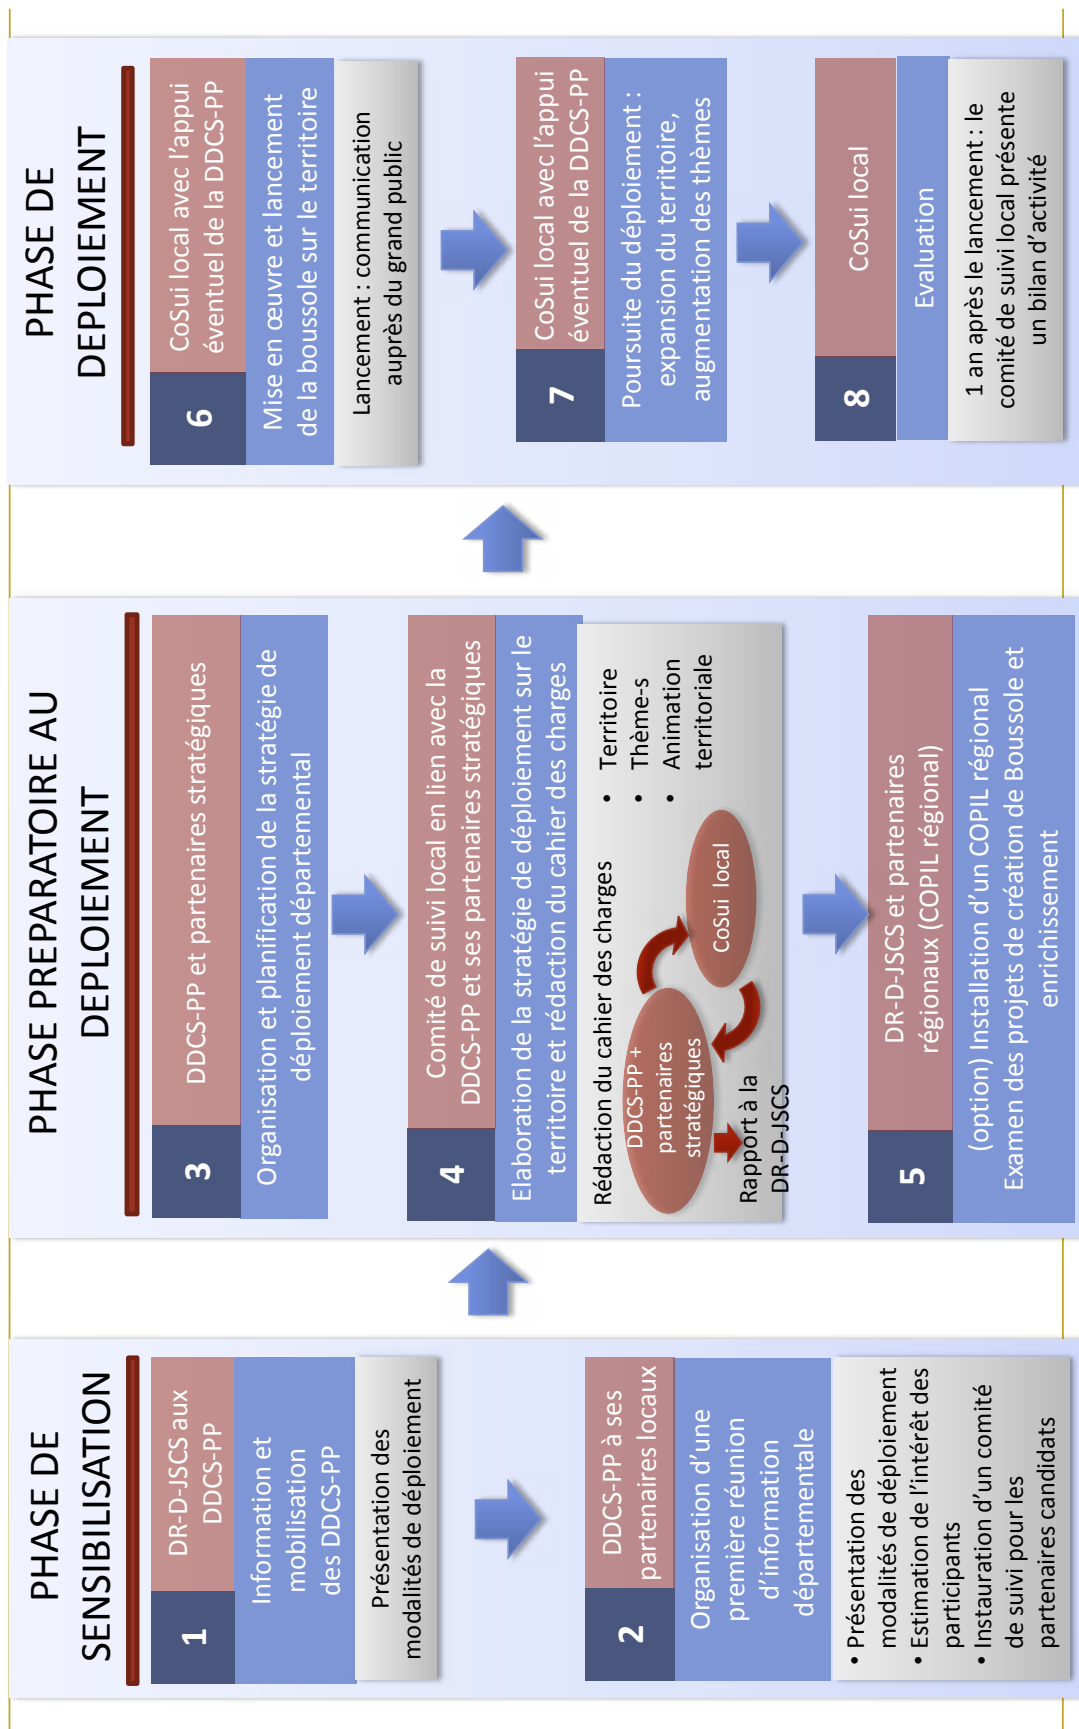 PHASE DE
SENSIBILISATION
1
DR-D-JSCS aux
DDCS-PP
Information et
mobilisation
des DDCS-PP
Présentation des
modalités de déploiement
2
DDCS-PP à ses
partenaires locaux
Organisation d'une
première réunion
d'information
départementale
• Présentation des
modalités de déploiement
• Estimation de l'intérêt des
participants
• Instauration d'un comité
de suivi pour les
partenaires candidats
PHASE PREPARATOIRE AU
DEPLOIEMENT
3
DDCS-PP et partenaires stratégiques
Organisation et planification de la stratégie de
déploiement départemental
4
Comité de suivi local en lien avec la
DDCS-PP et ses partenaires stratégiques
Elaboration de la stratégie de déploiement sur le
territoire et rédaction du cahier des charges
Rédaction du cahier des charges
DDCS-PP +
partenaires
stratégiques
CoSui local
Rapport à la
DR-D-JSCS
• Territoire
• Thème-s
• Animation
territoriale
5
DR-D-JSCS et partenaires
régionaux (COPIL régional)
(option) Installation d'un COPIL régional
Examen des projets de création de Boussole et
enrichissement
PHASE DE
DEPLOIEMENT
6
CoSui local avec l'appui
éventuel de la DDCS-PP
Mise en œuvre et lancement
de la boussole sur le territoire
Lancement : communication
auprès du grand public
7
CoSui local avec l'appui
éventuel de la DDCS-PP
Poursuite du déploiement :
expansion du territoire,
augmentation des thèmes
8
CoSui local
Evaluation
1 an après le lancement : le
comité de suivi local présente
un bilan d'activité